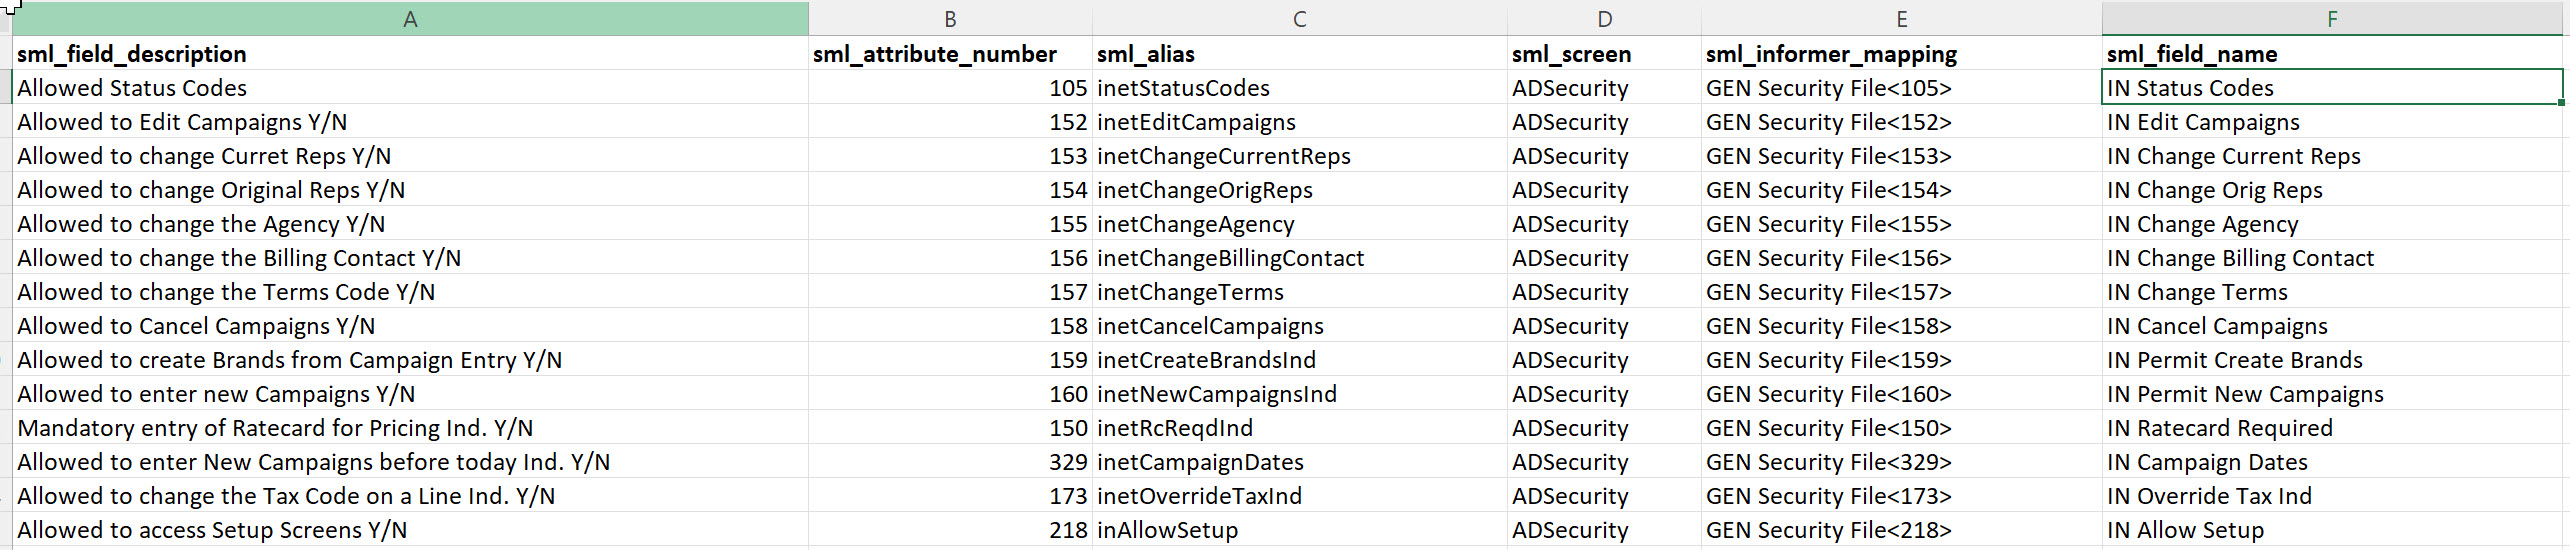 A B C D E F
sml_field_description sml_attribute_number sml_alias sml_screen sml_informer_mapping sml_field_name
Allowed Status Codes 105 inetStatusCodes ADSecurity GEN Security File<105> IN Status Codes
Allowed to Edit Campaigns Y/N 152 inetEditCampaigns ADSecurity GEN Security File<152> IN Edit Campaigns
Allowed to change Curret Reps Y/N 153 inetChangeCurrentReps ADSecurity GEN Security File<153> IN Change Current Reps
Allowed to change Original Reps Y/N 154 inetChangeOrigReps ADSecurity GEN Security File<154> IN Change Orig Reps
Allowed to change the Agency Y/N 155 inetChangeAgency ADSecurity GEN Security File<155> IN Change Agency
Allowed to change the Billing Contact Y/N 156 inetChangeBillingContact ADSecurity GEN Security File<156> IN Change Billing Contact
Allowed to change the Terms Code Y/N 157 inetChangeTerms ADSecurity GEN Security File<157> IN Change Terms
Allowed to Cancel Campaigns Y/N 158 inetCancelCampaigns ADSecurity GEN Security File<158> IN Cancel Campaigns
Allowed to create Brands from Campaign Entry Y/N 159 inetCreateBrandsInd ADSecurity GEN Security File<159> IN Permit Create Brands
Allowed to enter new Campaigns Y/N 160 inetNewCampaignsInd ADSecurity GEN Security File<160> IN Permit New Campaigns
Mandatory entry of Ratecard for Pricing Ind. Y/N 150 inetRcReqdInd ADSecurity GEN Security File<150> IN Ratecard Required
Allowed to enter New Campaigns before today Ind. Y/N 329 inetCampaignDates ADSecurity GEN Security File<329> IN Campaign Dates
Allowed to change the Tax Code on a Line Ind. Y/N 173 inetOverrideTaxInd ADSecurity GEN Security File<173> IN Override Tax Ind
Allowed to access Setup Screens Y/N 218 inAllowSetup ADSecurity GEN Security File<218> IN Allow Setup